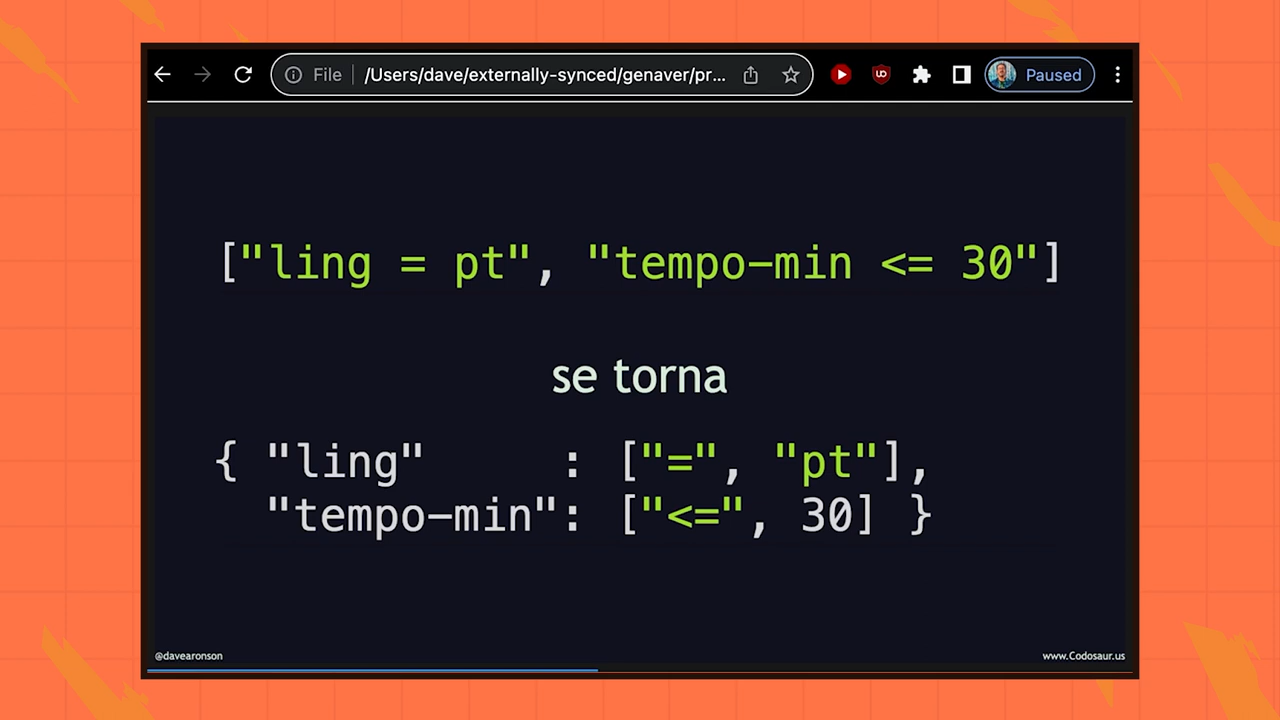 File /Users/dave/externally-synced/genaver/pr... Paused
["ling = pt", "tempo-min <= 30"]
se torna
{ "ling"     : ["=", "pt"],
  "tempo-min": ["<=", 30] }
@davearonson
www.Codosaur.us